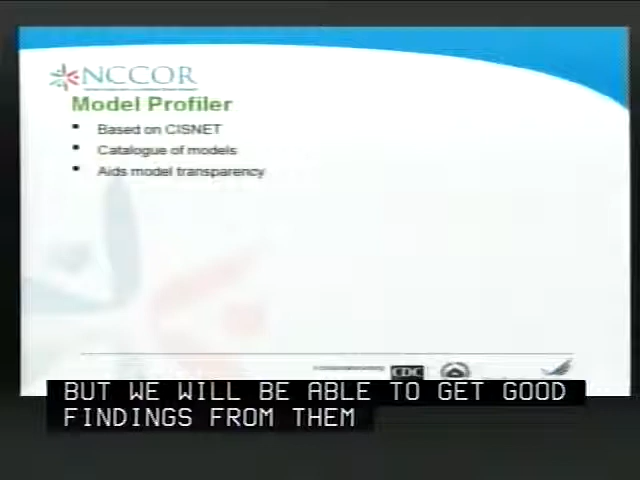 NCCOR
Model Profiler
• Based on CISNET
• Catalogue of models
• Aids model transparency
CDC
BUT WE WILL BE ABLE TO GET GOOD
FINDINGS FROM THEM